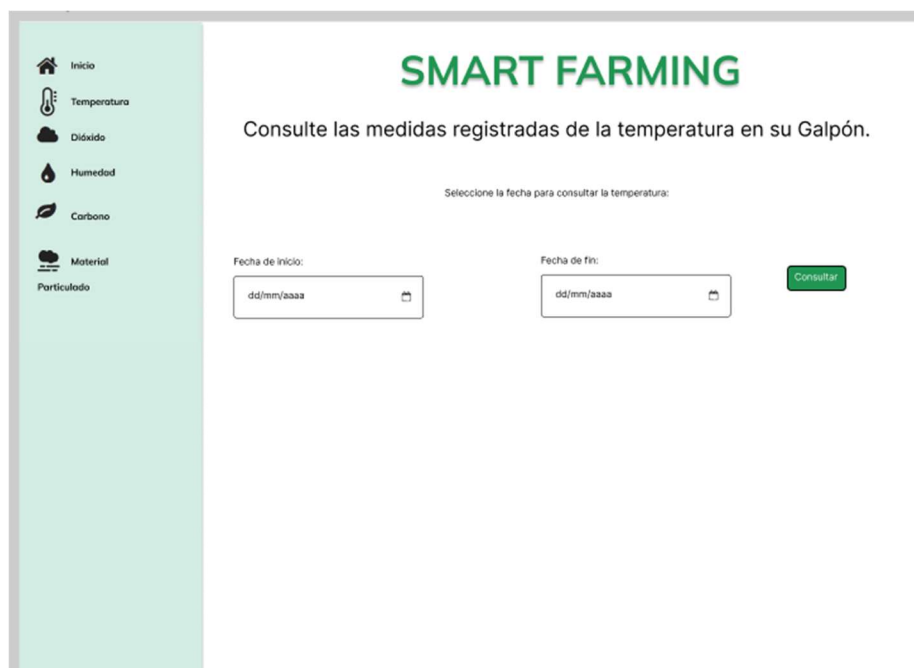 Inicio
Temperatura
Dióxido
Humedad
Carbono
Material
Particulado
SMART FARMING
Consulte las medidas registradas de la temperatura en su Galpón.
Seleccione la fecha para consultar la temperatura:
Fecha de inicio:
dd/mm/aaaa
Fecha de fin:
dd/mm/aaaa
Consultar